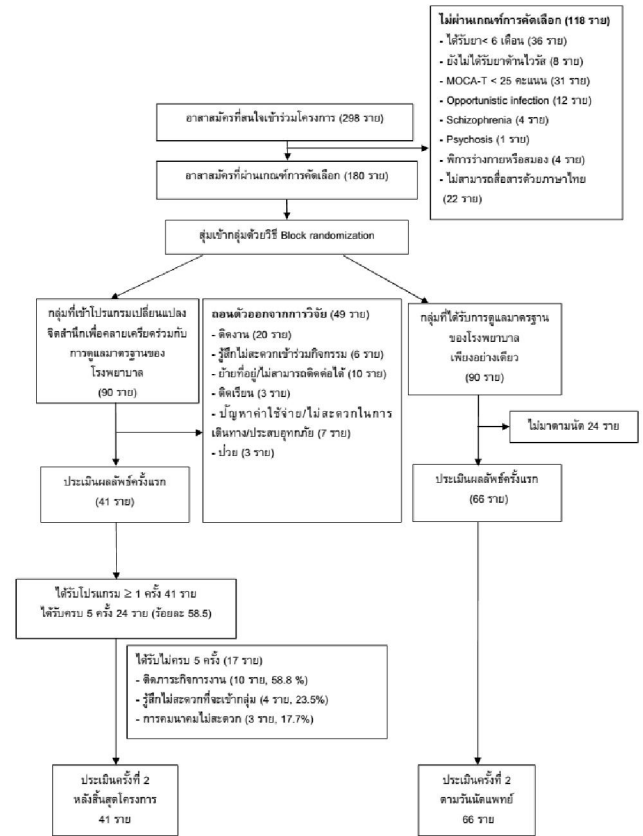 ไม่ผ่านเกณฑ์การคัดเลือก (118 ราย)
- ได้รับยา< 6 เดือน (36 ราย)
- ยังไม่ได้รับยาต้านไวรัส (8 ราย)
- MOCA-T < 25 คะแนน (31 ราย)
- Opportunistic infection (12 ราย)
- Schizophrenia (4 ราย)
- Psychosis (1 ราย)
- พิการร่างกายหรือสมอง (4 ราย)
- ไม่สามารถสื่อสารด้วยภาษาไทย
(22 ราย)
อาสาสมัครที่สนใจเข้าร่วมโครงการ (298 ราย)
อาสาสมัครที่ผ่านเกณฑ์การคัดเลือก (180 ราย)
สุ่มเข้ากลุ่มด้วยวิธี Block randomization
กลุ่มที่เข้าโปรแกรมเปลี่ยนแปลง
จิตสำนึกเพื่อคลายเครียดร่วมกับ
การดูแลมาตรฐานของ
โรงพยาบาล
(90 ราย)
ถอนตัวออกจากการวิจัย (49 ราย)
- ติดงาน (20 ราย)
- รู้สึกไม่สะดวกเข้าร่วมกิจกรรม (6 ราย)
- ย้ายที่อยู่/ไม่สามารถติดต่อได้ (10 ราย)
- ติดเรียน (3 ราย)
- ปัญหาค่าใช้จ่าย/ไม่สะดวกในการ
เดินทาง/ประสบอุทกภัย (7 ราย)
- ป่วย (3 ราย)
กลุ่มที่ได้รับการดูแลมาตรฐาน
ของโรงพยาบาล
เพียงอย่างเดียว
(90 ราย)
ไม่มาตามนัด 24 ราย
ประเมินผลลัพธ์ครั้งแรก
(41 ราย)
ประเมินผลลัพธ์ครั้งแรก
(66 ราย)
ได้รับโปรแกรม ≥ 1 ครั้ง 41 ราย
ได้รับครบ 5 ครั้ง 24 ราย (ร้อยละ 58.5)
ได้รับไม่ครบ 5 ครั้ง (17 ราย)
- ติดภาระกิจการงาน (10 ราย, 58.8 %)
- รู้สึกไม่สะดวกที่จะเข้ากลุ่ม (4 ราย, 23.5%)
- การคมนาคมไม่สะดวก (3 ราย, 17.7%)
ประเมินครั้งที่ 2
หลังสิ้นสุดโครงการ
41 ราย
ประเมินครั้งที่ 2
ตามวันนัดแพทย์
66 ราย